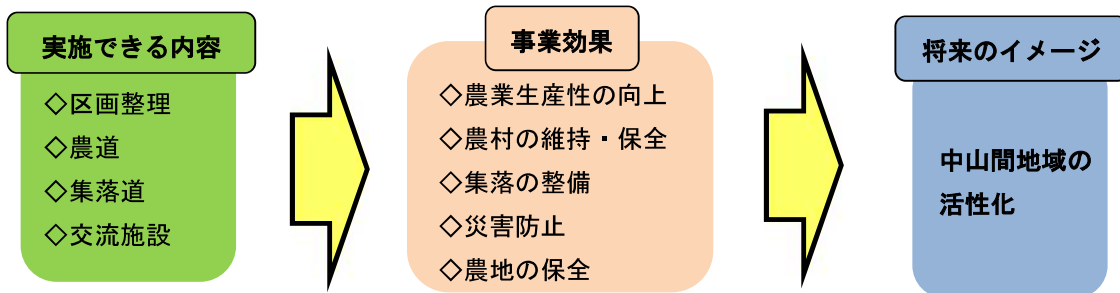 実施できる内容
◇区画整理
◇農道
◇集落道
◇交流施設
事業効果
◇農業生産性の向上
◇農村の維持・保全
◇集落の整備
◇災害防止
◇農地の保全
将来のイメージ
中山間地域の
活性化